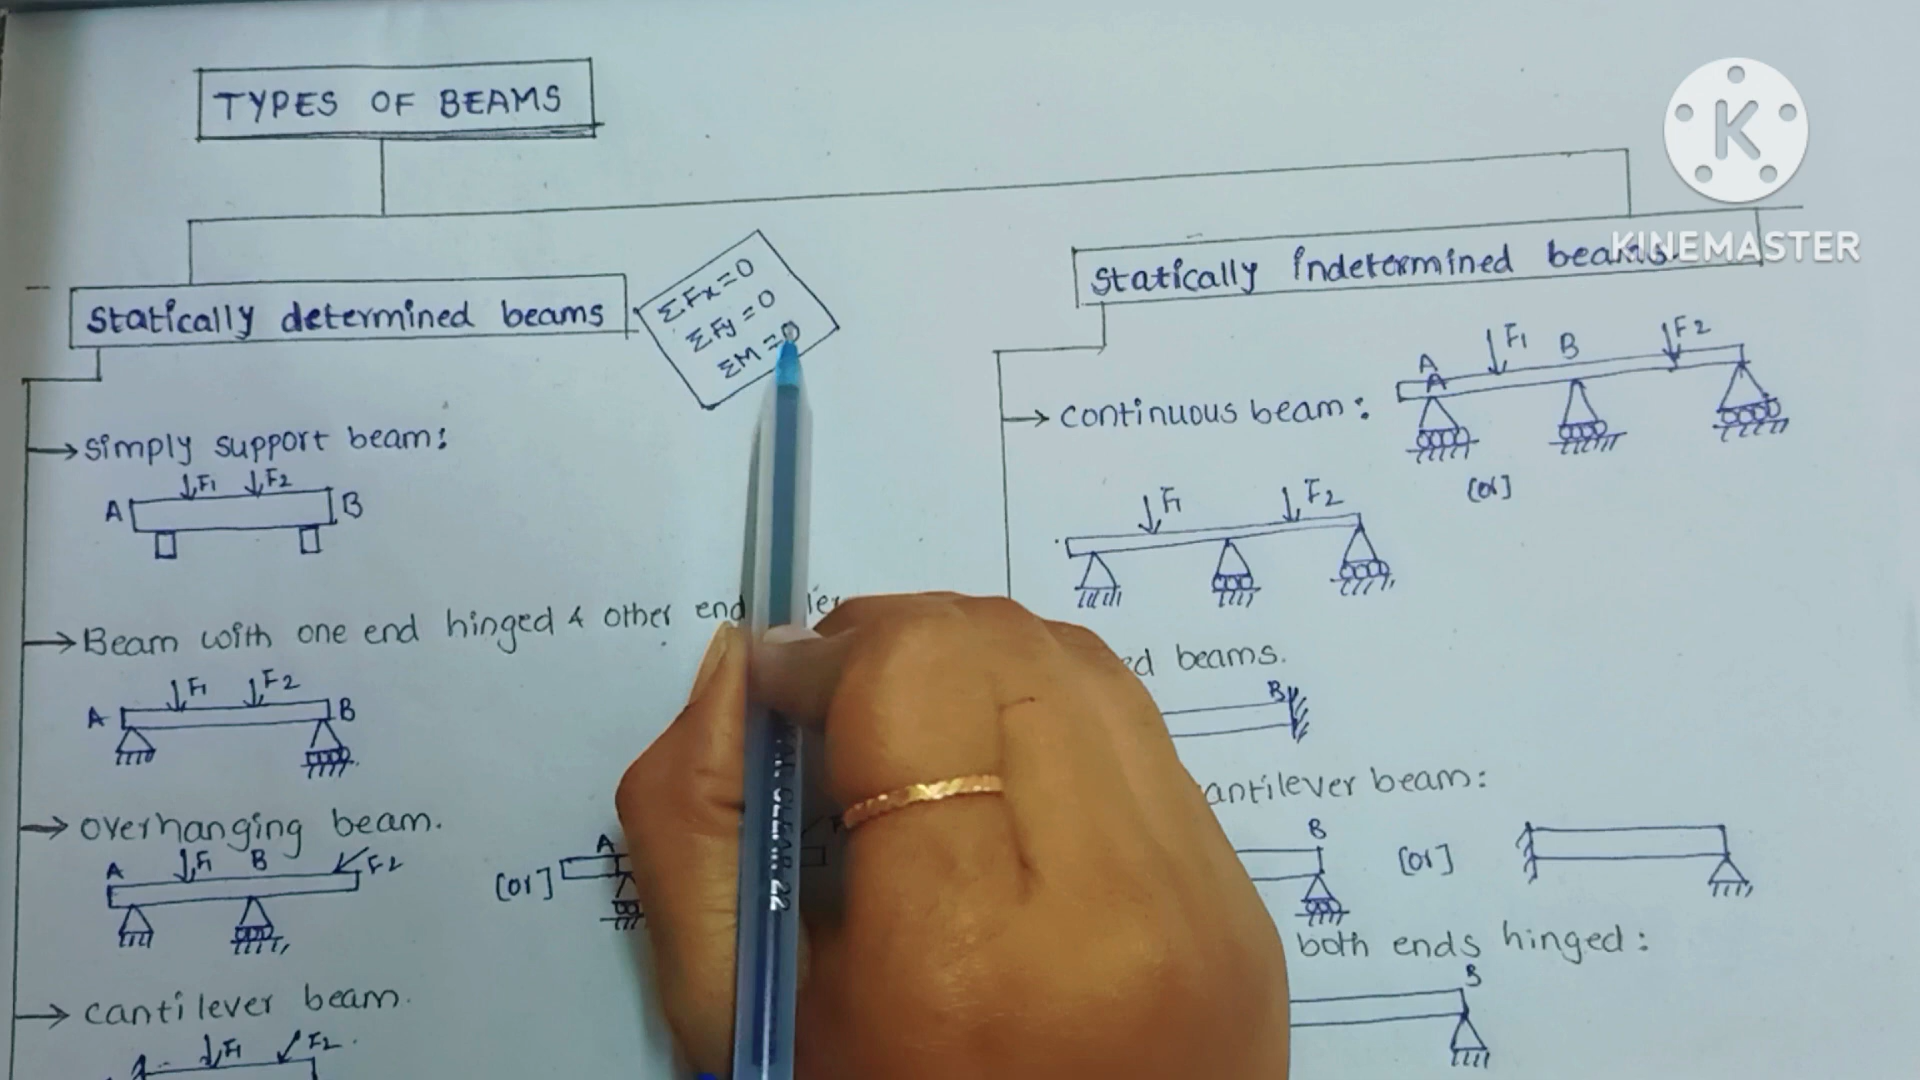 TYPES OF BEAMS
K
KINEMASTER
Statically determined beams
ΣFx=0
ΣFy=0
ΣM=0
Simply support beam:
F1 F2
A B
Beam with one end hinged & other end
F1 F2
A B
overhanging beam.
A F1 B F2
[or] A
cantilever beam.
F1 F2
Statically indetermined beams.
continuous beam:
A F1 B F2
A
[or]
F1 F2
beams.
B
cantilever beam:
B
[or]
both ends hinged:
B